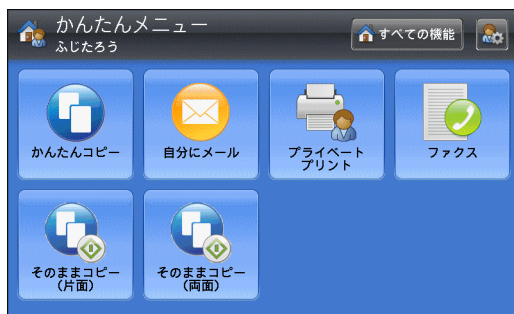 かんたんメニュー
ふじたろう
すべての機能
かんたんコピー
自分にメール
プライベート
プリント
ファクス
そのままコピー
(片面)
そのままコピー
(両面)